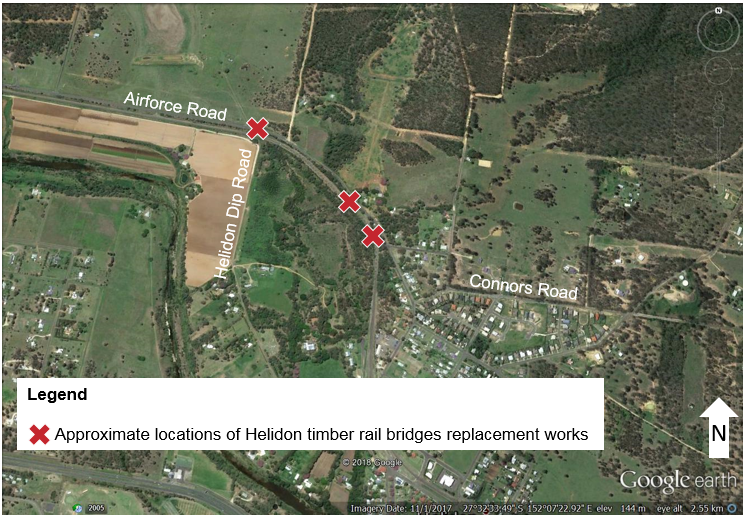 N
Airforce Road
Helidon Dip Road
Connors Road
Legend
Approximate locations of Helidon timber rail bridges replacement works
N
© 2018 Google
Google earth
2005
Imagery Date: 11/1/2017 27°32'33.49" S 152°07'22.92" E elev 144 m eye alt 2.55 km